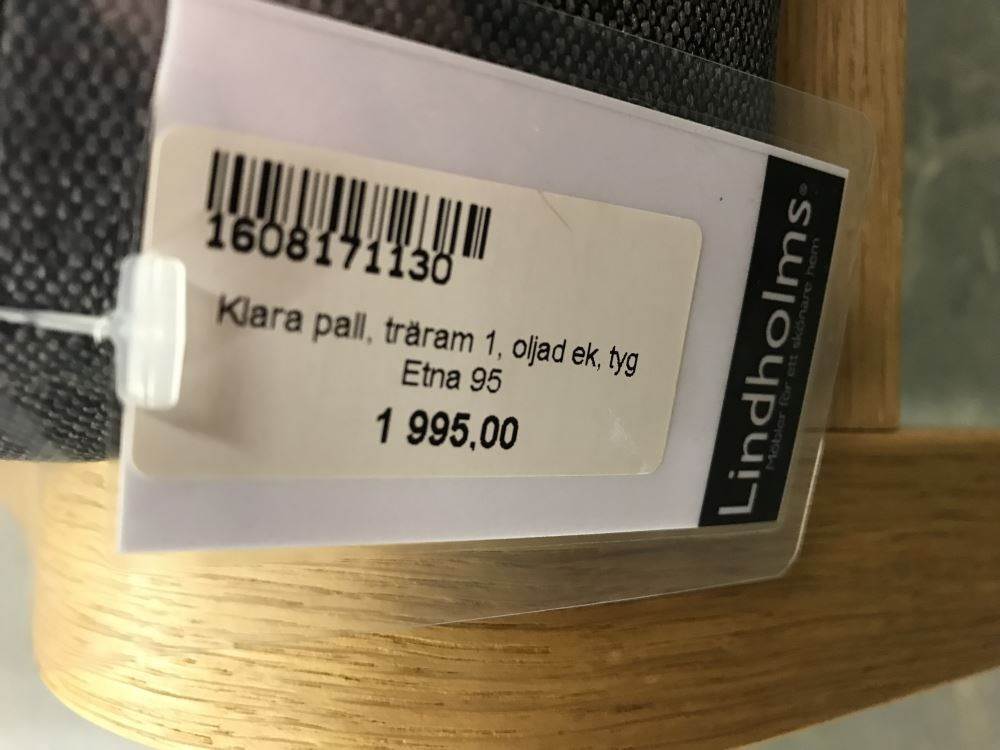 1608171130
Klara pall, träram 1, oljad ek, tyg
Etna 95
1 995,00
Lindholms®
Möbler för ett skönare hem